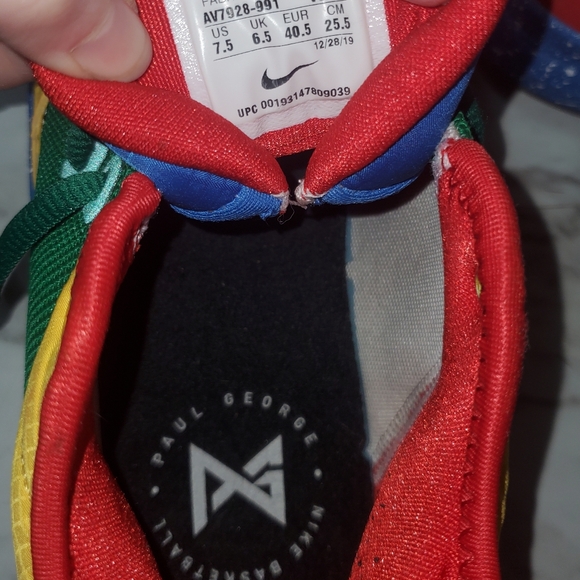 AV7928-991
US UK EUR CM
7.5 6.5 40.5 25.5
12/28/19
UPC 00193147809039
PAUL GEORGE
PG
NIKE BASKETBALL